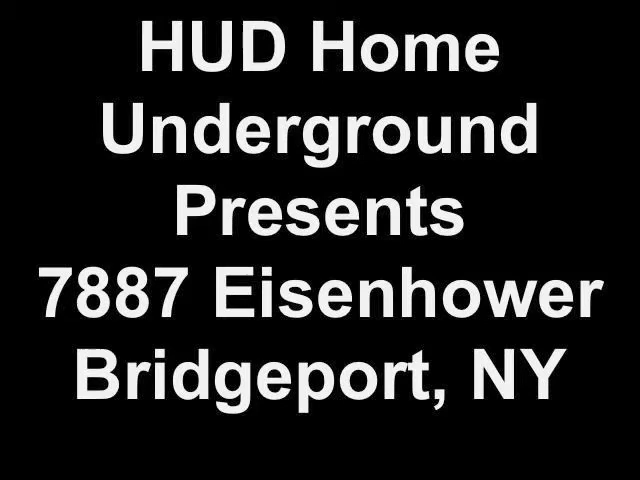 HUD Home
Underground
Presents
7887 Eisenhower
Bridgeport, NY